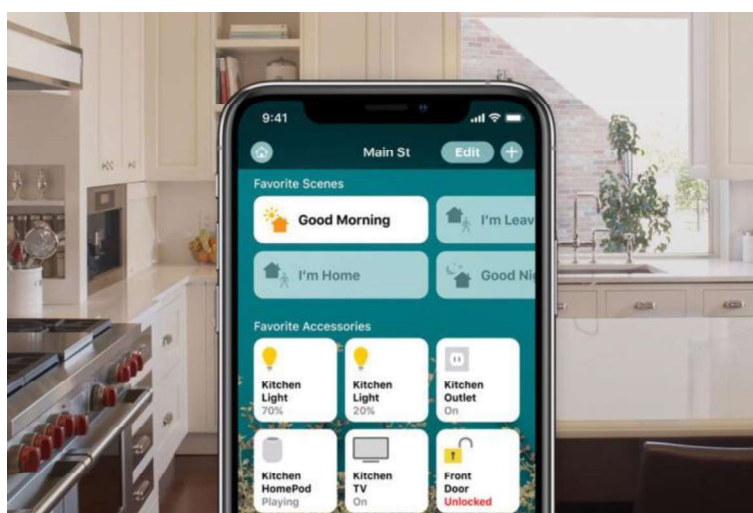 9:41
Main St
Edit
Favorite Scenes
Good Morning
I'm Leav
I'm Home
Good Nig
Favorite Accessories
Kitchen
Light
70%
Kitchen
Light
20%
Kitchen
Outlet
On
Kitchen
HomePod
Playing
Kitchen
TV
On
Front
Door
Unlocked